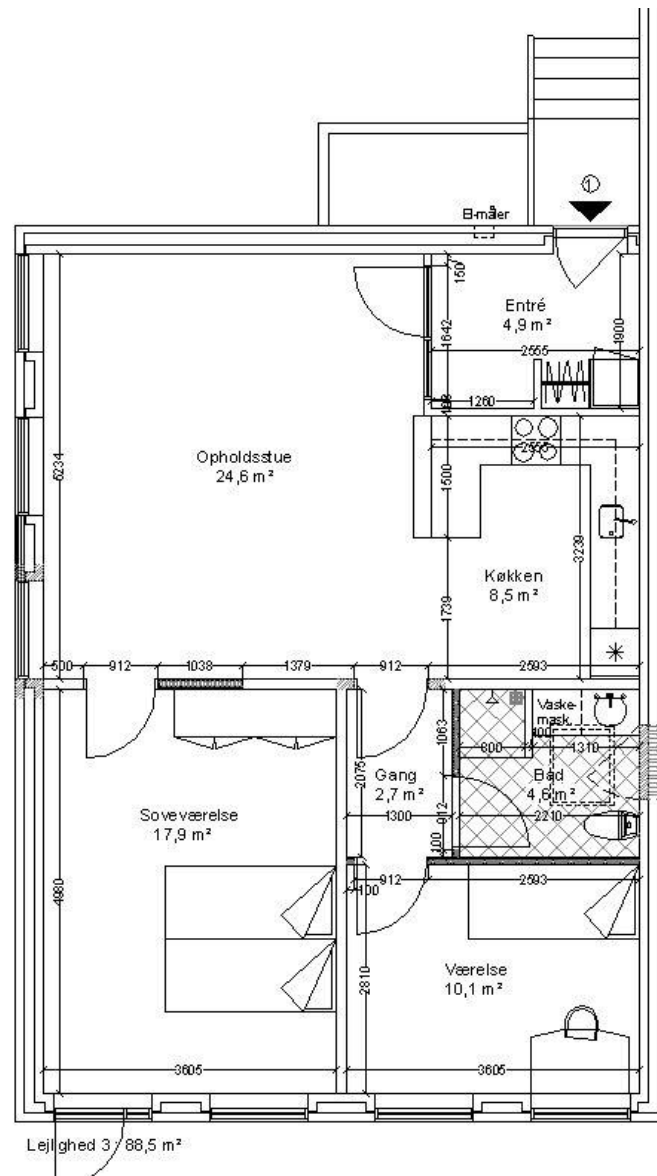 1
El-måler
150
Entré
4,9 m²
1642
1900
2555
1260
Opholdsstue
24,6 m²
2555
5234
1500
3239
Køkken
8,5 m²
1739
500 912 1038 1379 912 2593
Vaske-
mask.
100
1063
800 1310
Gang
2,7 m²
2075
Bad
4,6 m²
Soveværelse
17,9 m²
1300
912
2210
100
912 2593
100
4980
Værelse
10,1 m²
2810
3605 3605
Lejlighed 3 : 88,5 m²